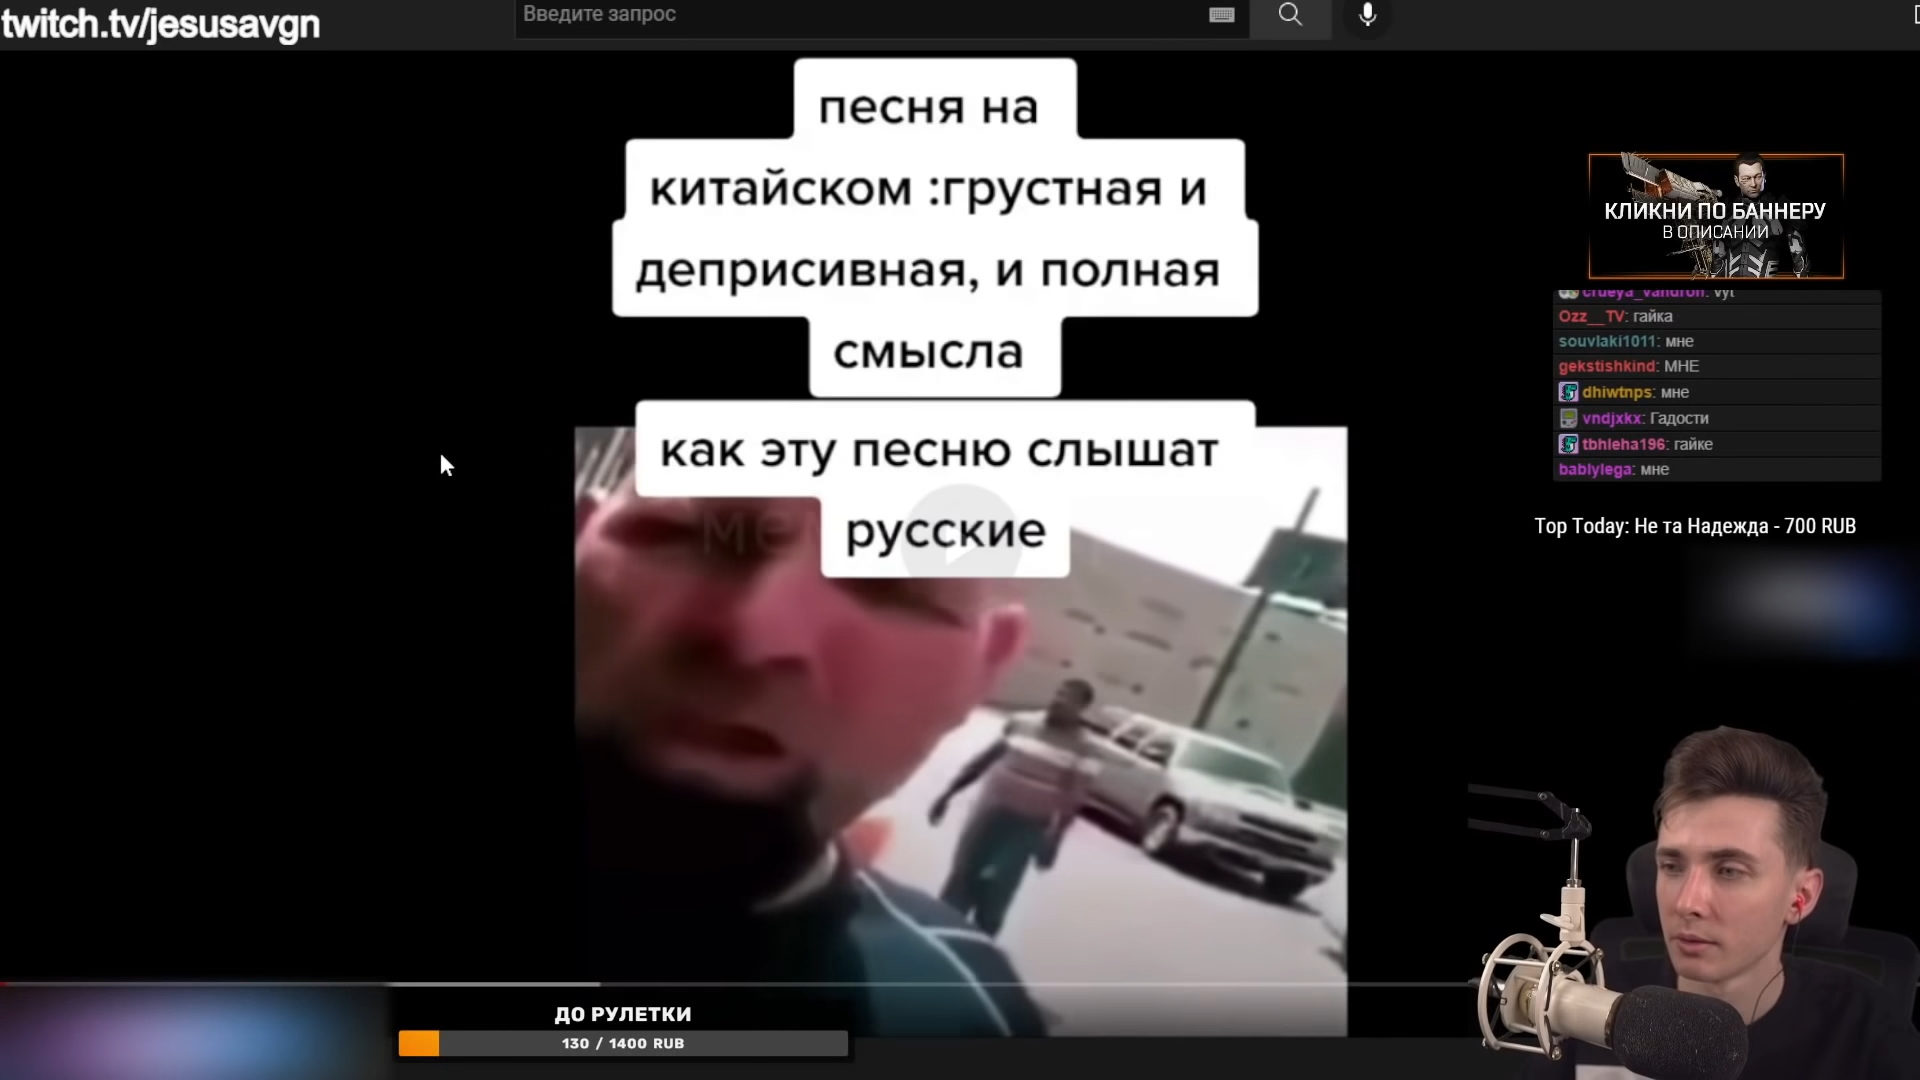 twitch.tv/jesusavgn
Введите запрос
песня на
китайском :грустная и
деприсивная, и полная
смысла
как эту песню слышат
русские
КЛИКНИ ПО БАННЕРУ
В ОПИСАНИИ
crueya_vandron: vyt
Ozz__TV: гайка
souvlaki1011: мне
gekstishkind: МНЕ
dhiwtnps: мне
vndjxkx: Гадости
tbhleha196: гайке
bablylega: мне
Top Today: Не та Надежда - 700 RUB
ДО РУЛЕТКИ
130 / 1400 RUB